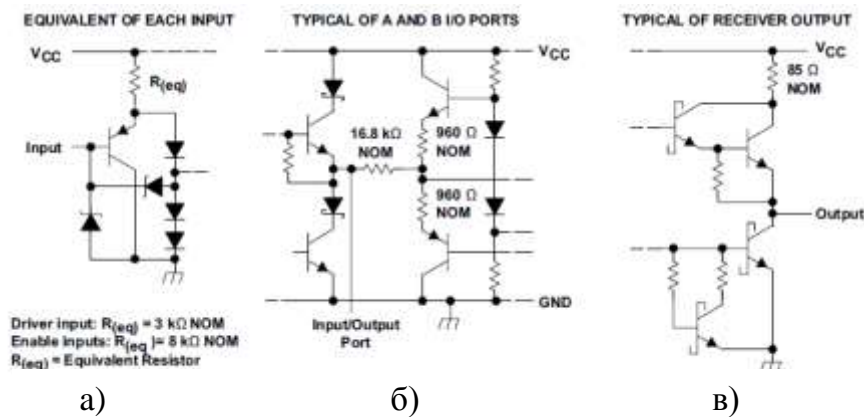 EQUIVALENT OF EACH INPUT
VCC
R(eq)
Input
Driver input: R(eq) = 3 kΩ NOM
Enable inputs: R(eq) = 8 kΩ NOM
R(eq) = Equivalent Resistor
а)
TYPICAL OF A AND B I/O PORTS
VCC
16.8 kΩ
NOM
960 Ω
NOM
960 Ω
NOM
GND
Input/Output
Port
б)
TYPICAL OF RECEIVER OUTPUT
VCC
85 Ω
NOM
Output
в)